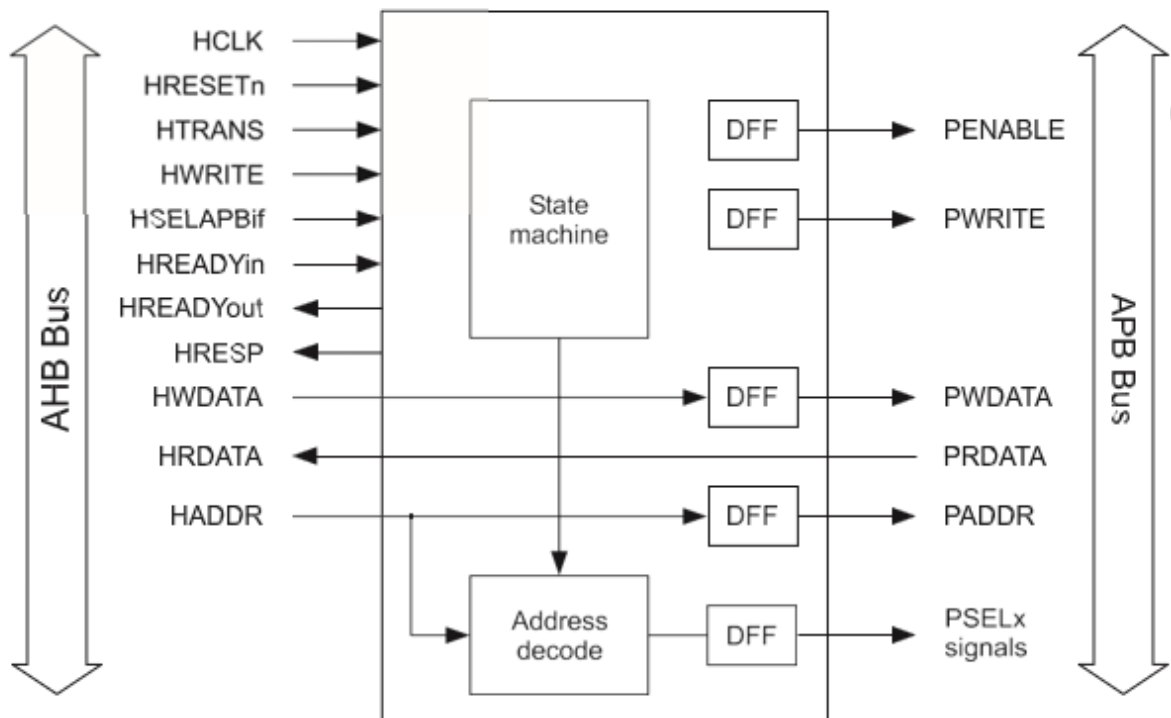 AHB Bus
HCLK
HRESETn
HTRANS
HWRITE
HSELAPBif
HREADYin
HREADYout
HRESP
HWDATA
HRDATA
HADDR
State
machine
Address
decode
DFF
DFF
DFF
DFF
DFF
PENABLE
PWRITE
PWDATA
PRDATA
PADDR
PSELx
signals
APB Bus